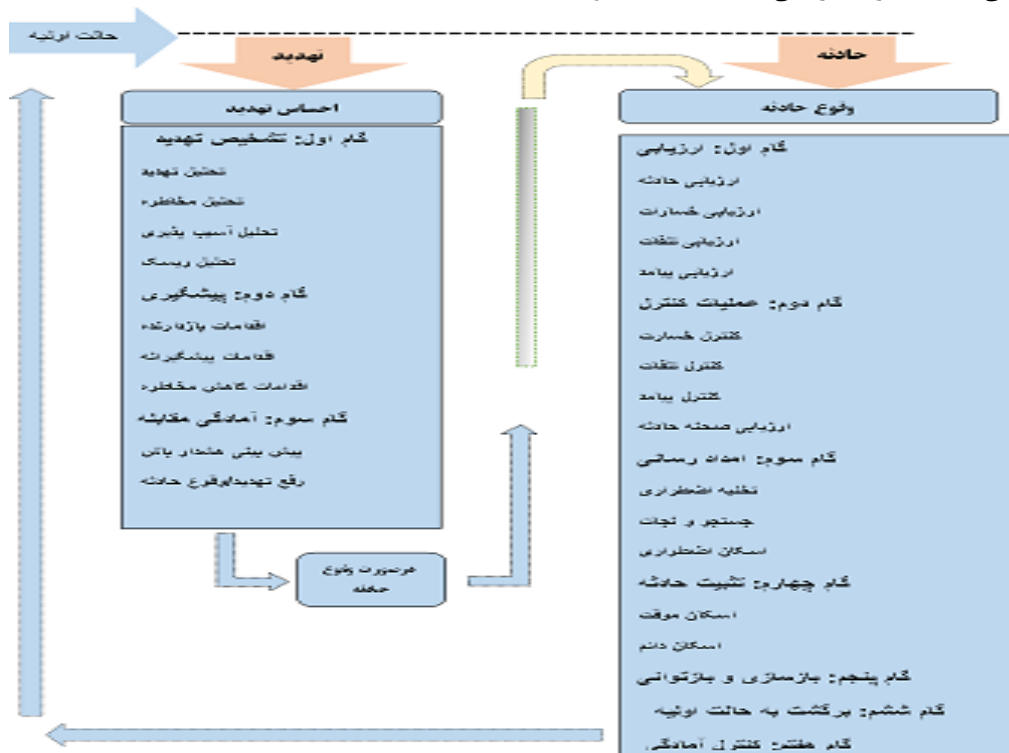 حالت اولیه
تهدید
حادثه
احساس تهدید
گام اول: تشخیص تهدید
تحلیل تهدید
تحلیل مخاطره
تحلیل آسیب پذیری
تحلیل ریسک
گام دوم: پیشگیری
اقدامات بازدارنده
اقدامات پیشگیرانه
اقدامات کاهش مخاطره
گام سوم: آمادگی مقابله
پیش بینی هشدار باش
رفع تهدید/وقوع حادثه
درصورت وقوع
حادثه
وقوع حادثه
گام اول: ارزیابی
ارزیابی حادثه
ارزیابی خسارات
ارزیابی تلفات
ارزیابی پیامد
گام دوم: عملیات کنترل
کنترل خسارت
کنترل تلفات
کنترل پیامد
ارزیابی صحنه حادثه
گام سوم: امداد رسانی
تخلیه اضطراری
جستجو و نجات
اسکان اضطراری
گام چهارم: تثبیت حادثه
اسکان موقت
اسکان دائم
گام پنجم: بازسازی و بازتوانی
گام ششم: برگشت به حالت اولیه
گام هفتم: کنترل آمادگی